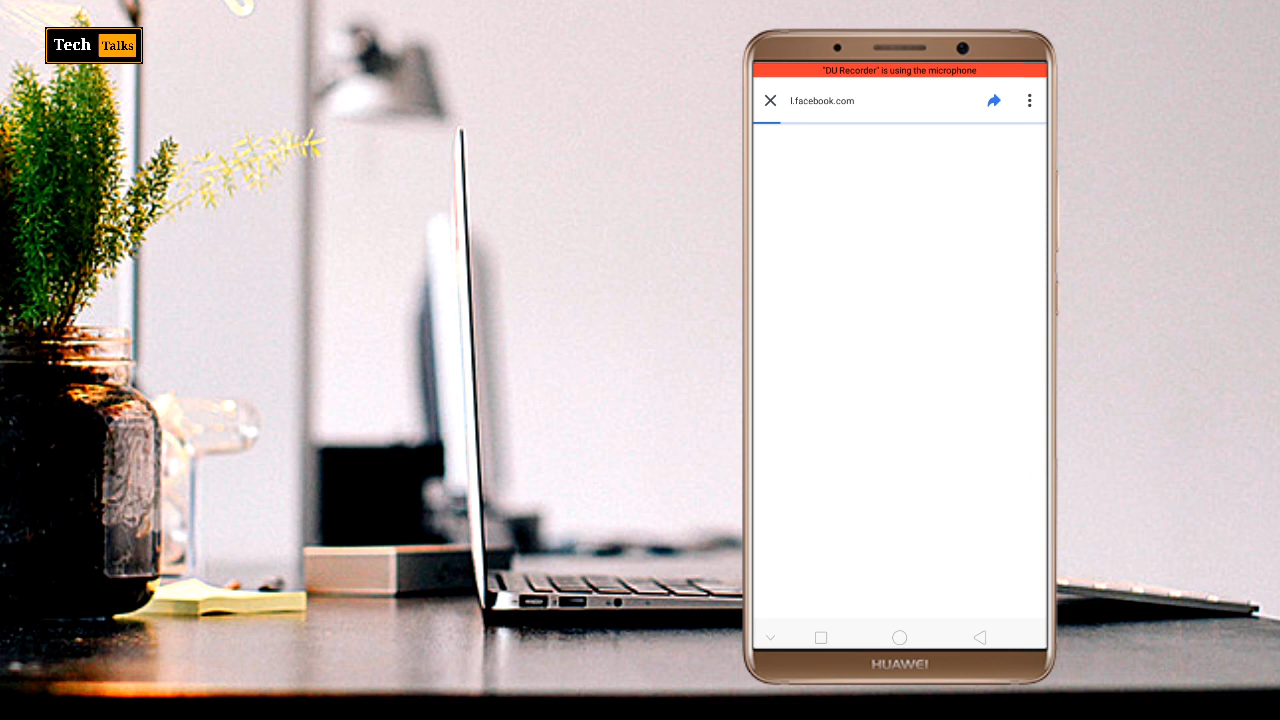 Tech Talks
"DU Recorder" is using the microphone
l.facebook.com
HUAWEI